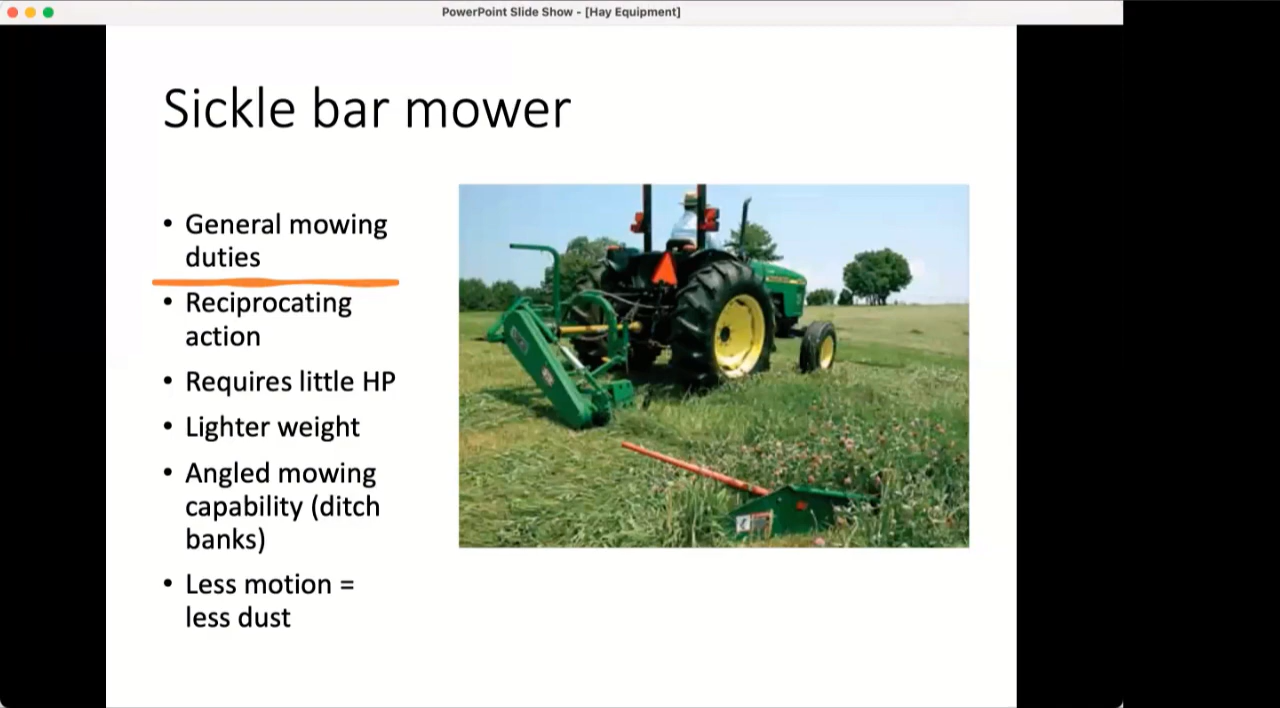 PowerPoint Slide Show - [Hay Equipment]
Sickle bar mower
• General mowing
duties
• Reciprocating
action
• Requires little HP
• Lighter weight
• Angled mowing
capability (ditch
banks)
• Less motion =
less dust